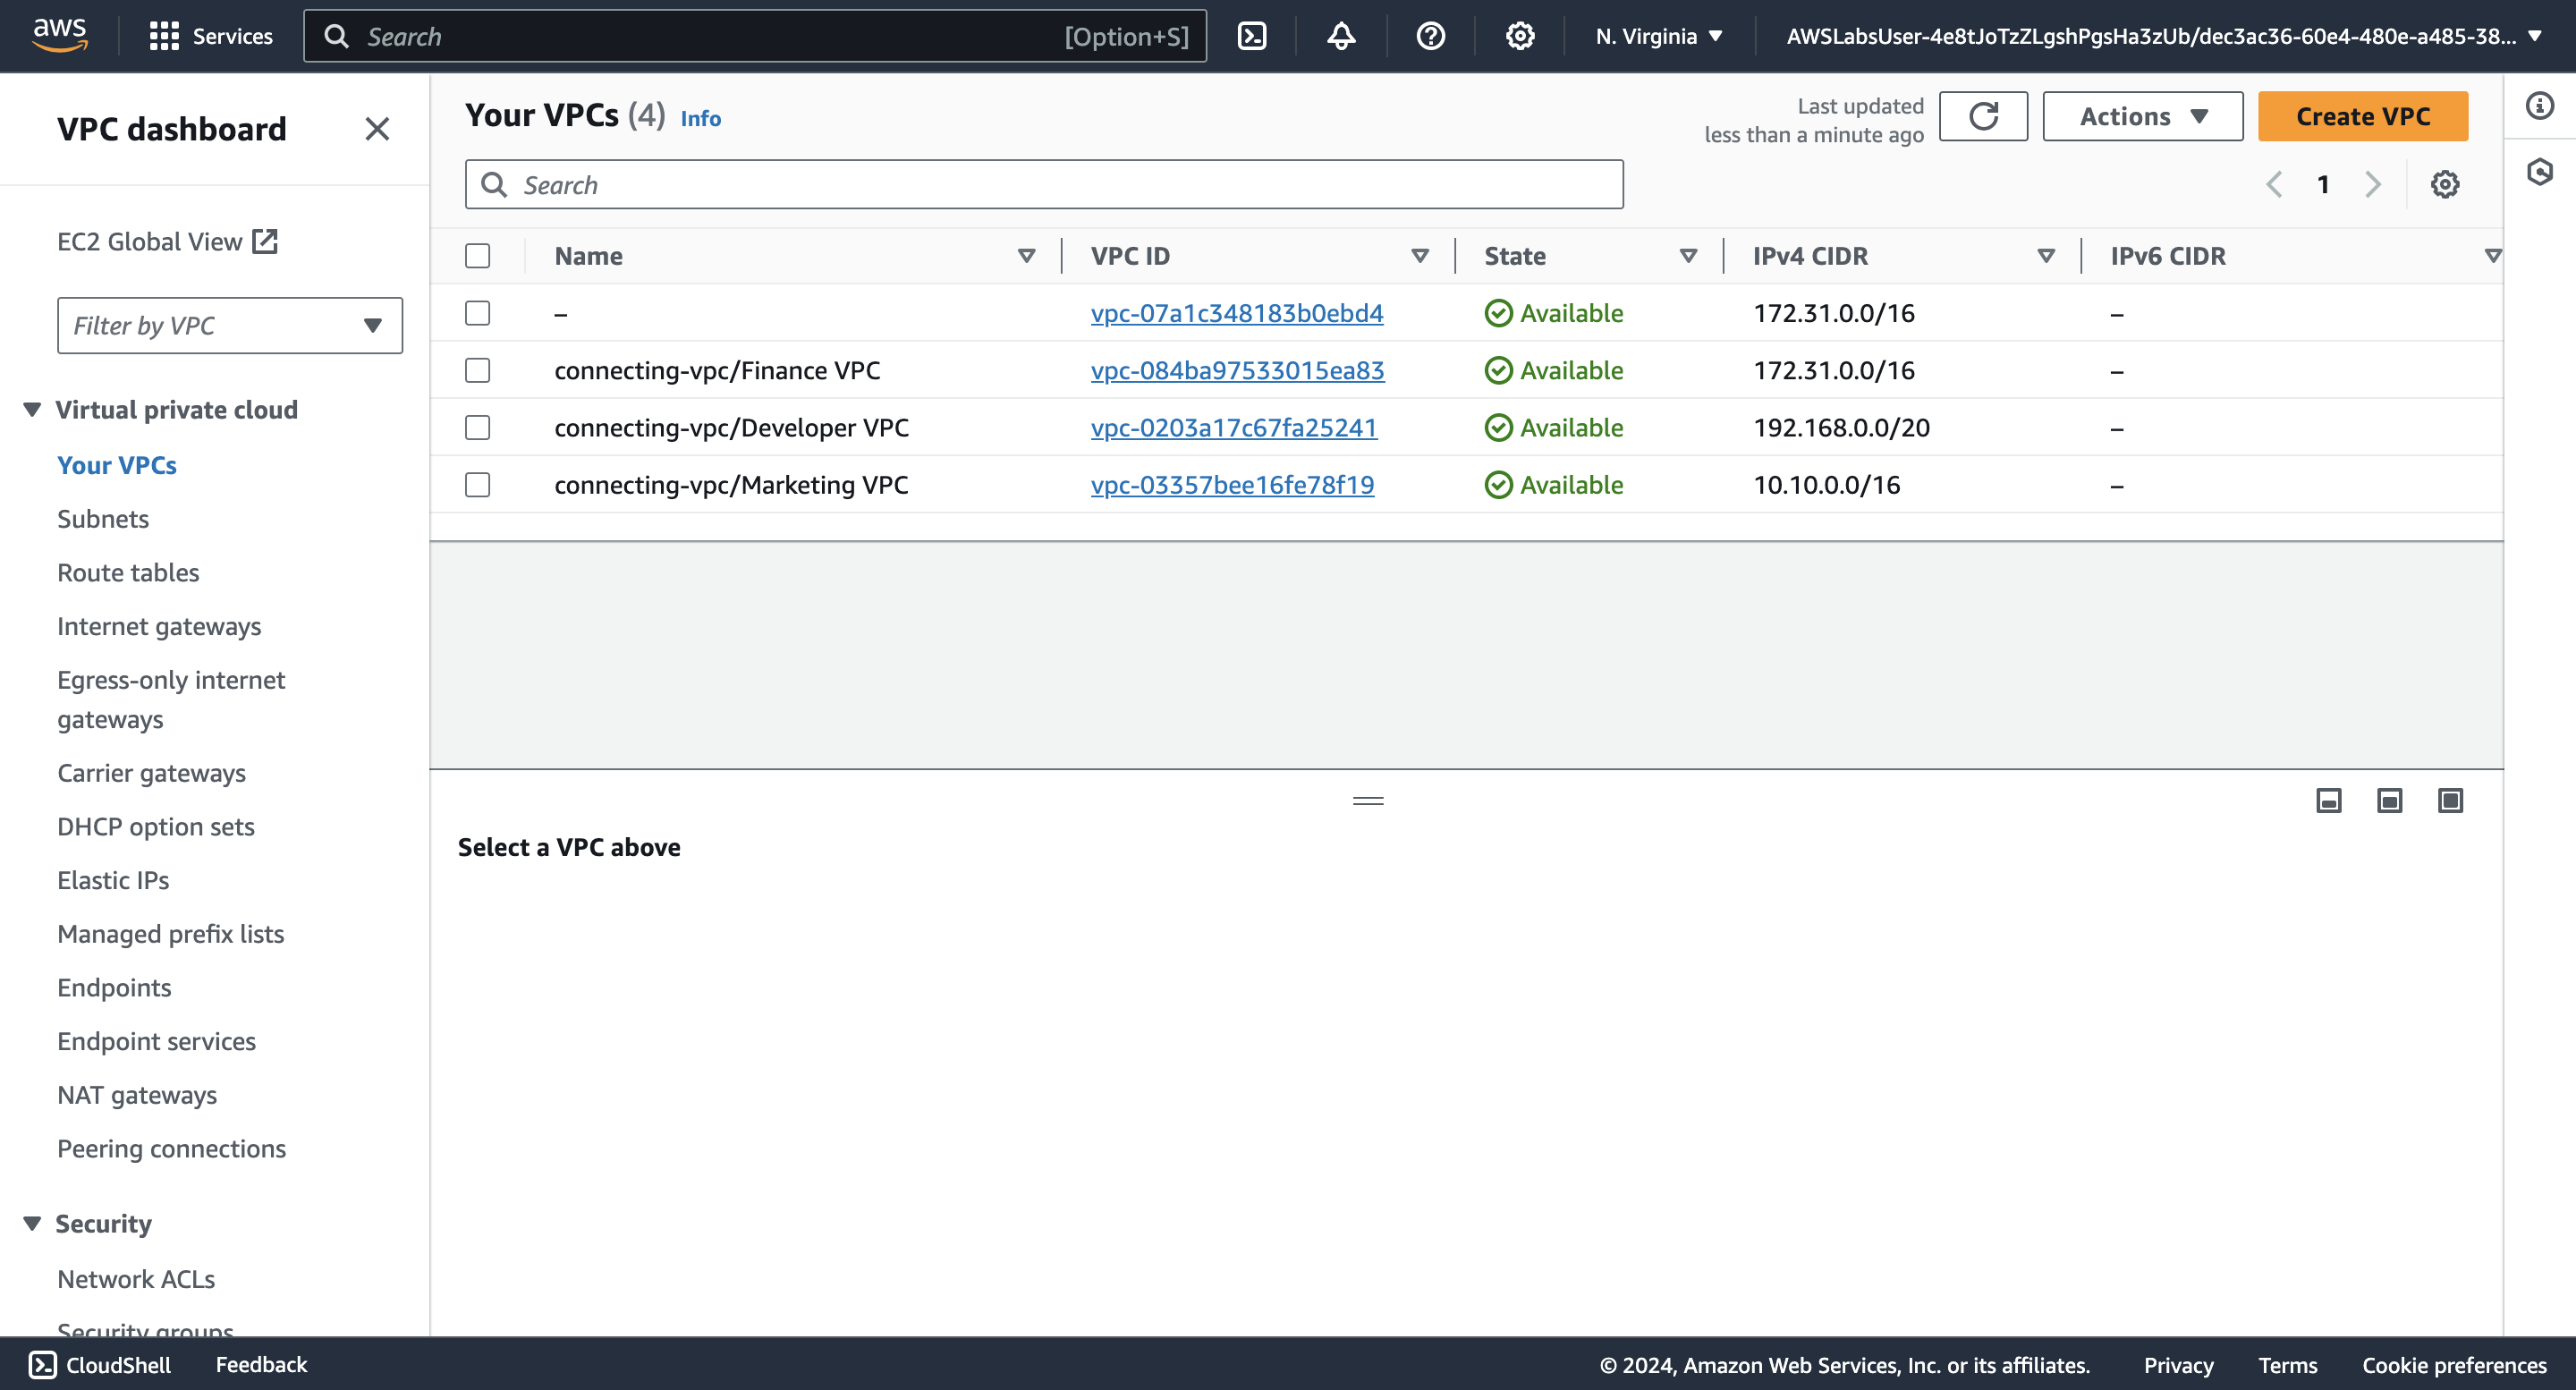 aws
Services
Search [Option+S]
N. Virginia
AWSLabsUser-4e8tJoTzZLgshPgsHa3zUb/dec3ac36-60e4-480e-a485-38...
VPC dashboard
EC2 Global View
Filter by VPC
Virtual private cloud
Your VPCs
Subnets
Route tables
Internet gateways
Egress-only internet
gateways
Carrier gateways
DHCP option sets
Elastic IPs
Managed prefix lists
Endpoints
Endpoint services
NAT gateways
Peering connections
Security
Network ACLs
Security groups
Your VPCs (4) Info
Last updated
less than a minute ago
Actions
Create VPC
Search
1
Name VPC ID State IPv4 CIDR IPv6 CIDR
– vpc-07a1c348183b0ebd4 Available 172.31.0.0/16 –
connecting-vpc/Finance VPC vpc-084ba97533015ea83 Available 172.31.0.0/16 –
connecting-vpc/Developer VPC vpc-0203a17c67fa25241 Available 192.168.0.0/20 –
connecting-vpc/Marketing VPC vpc-03357bee16fe78f19 Available 10.10.0.0/16 –
Select a VPC above
CloudShell Feedback © 2024, Amazon Web Services, Inc. or its affiliates. Privacy Terms Cookie preferences